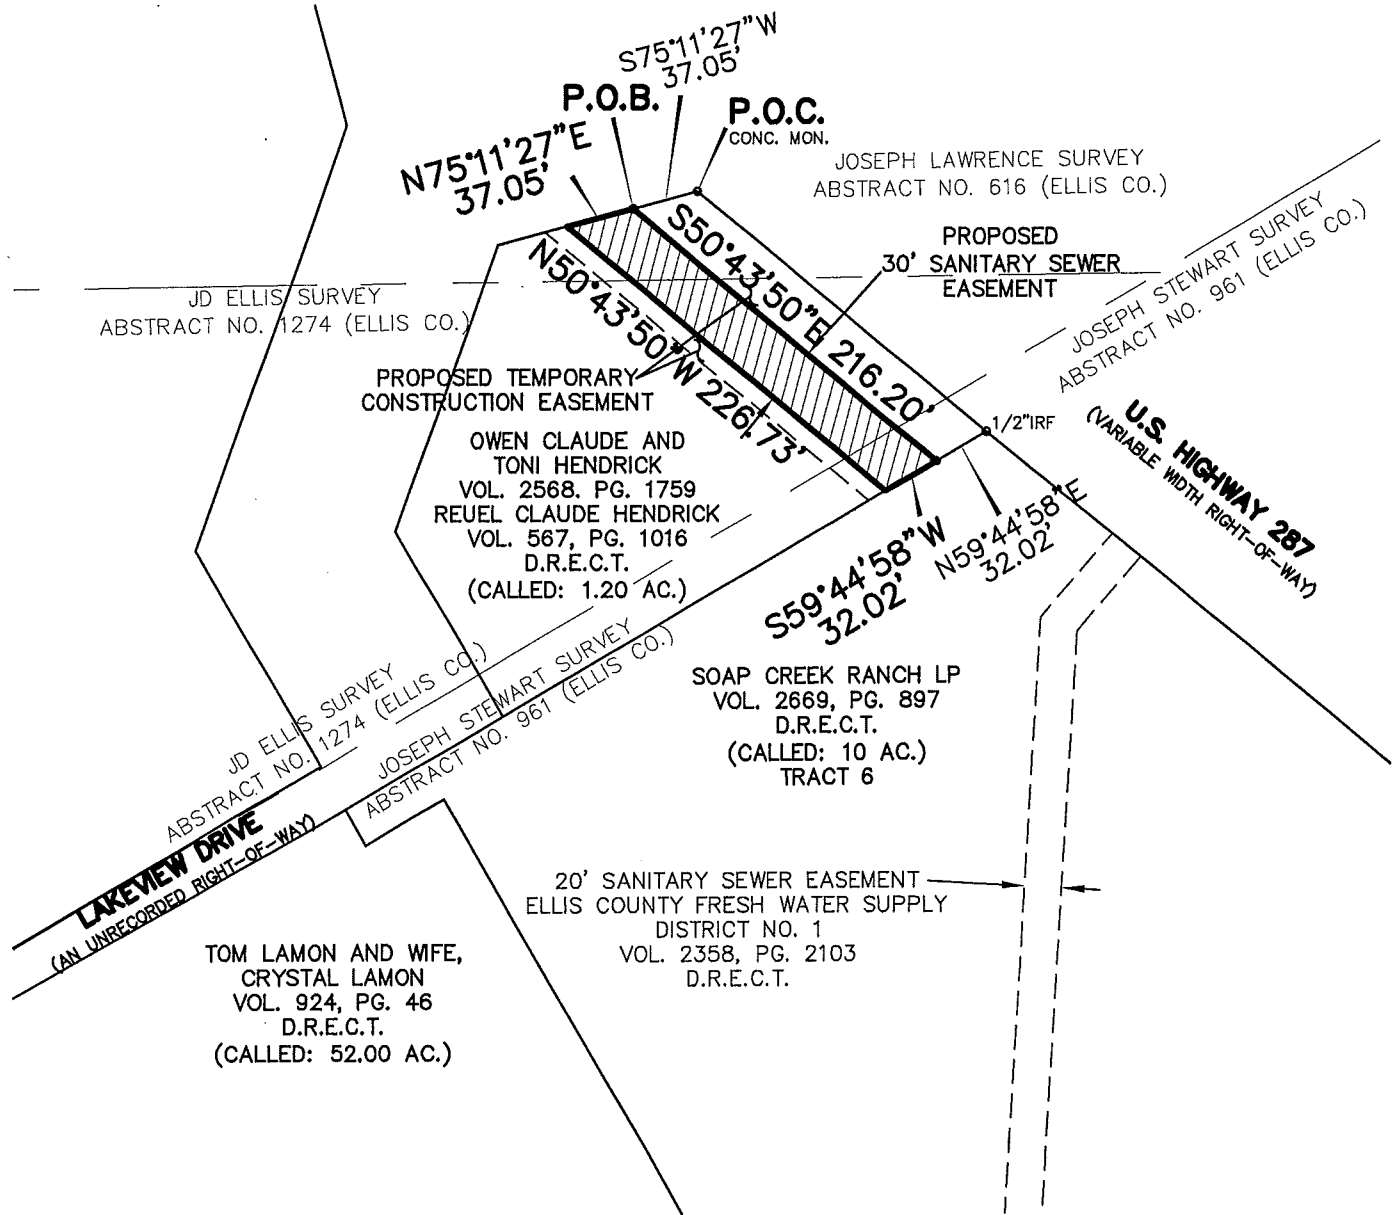 S75°11'27"W
37.05'
P.O.B.
P.O.C.
CONC. MON.
N75°11'27"E
37.05'
JOSEPH LAWRENCE SURVEY
ABSTRACT NO. 616 (ELLIS CO.)
JOSEPH STEWART SURVEY
ABSTRACT NO. 961 (ELLIS CO.)
PROPOSED
30' SANITARY SEWER
EASEMENT
S50°43'50"E 216.20'
N50°43'50"W 226.73'
JD ELLIS SURVEY
ABSTRACT NO. 1274 (ELLIS CO.)
PROPOSED TEMPORARY
CONSTRUCTION EASEMENT
OWEN CLAUDE AND
TONI HENDRICK
VOL. 2568. PG. 1759
REUEL CLAUDE HENDRICK
VOL. 567, PG. 1016
D.R.E.C.T.
(CALLED: 1.20 AC.)
1/2"IRF
U.S. HIGHWAY 287
(VARIABLE WIDTH RIGHT-OF-WAY)
N59°44'58"E
32.02'
S59°44'58"W
32.02'
SOAP CREEK RANCH LP
VOL. 2669, PG. 897
D.R.E.C.T.
(CALLED: 10 AC.)
TRACT 6
JD ELLIS SURVEY
ABSTRACT NO. 1274 (ELLIS CO.)
JOSEPH STEWART SURVEY
ABSTRACT NO. 961 (ELLIS CO.)
LAKEVIEW DRIVE
(AN UNRECORDED RIGHT-OF-WAY)
20' SANITARY SEWER EASEMENT
ELLIS COUNTY FRESH WATER SUPPLY
DISTRICT NO. 1
VOL. 2358, PG. 2103
D.R.E.C.T.
TOM LAMON AND WIFE,
CRYSTAL LAMON
VOL. 924, PG. 46
D.R.E.C.T.
(CALLED: 52.00 AC.)